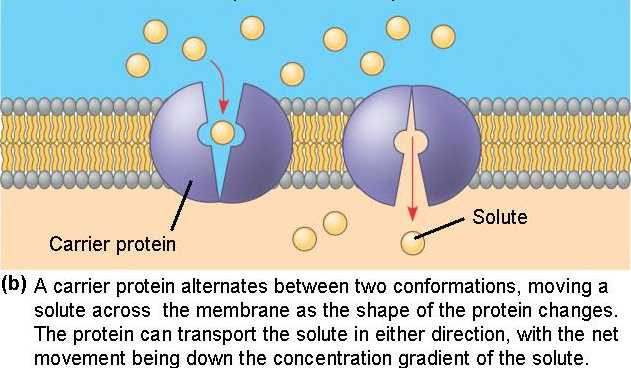 Solute
Carrier protein
(b) A carrier protein alternates between two conformations, moving a
solute across the membrane as the shape of the protein changes.
The protein can transport the solute in either direction, with the net
movement being down the concentration gradient of the solute.